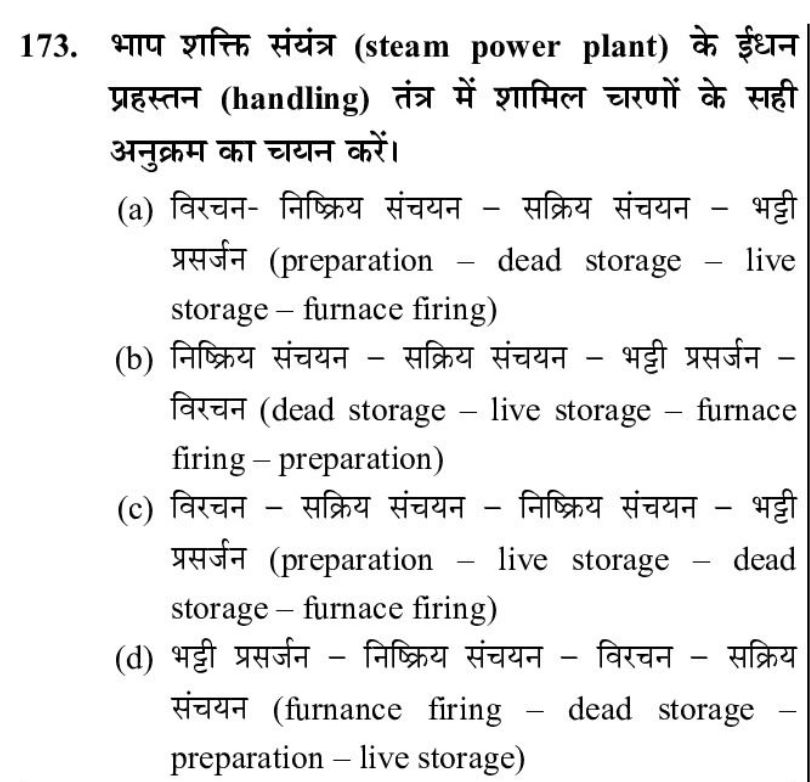 173. भाप शक्ति संयंत्र (steam power plant) के ईधन
प्रहस्तन (handling) तंत्र में शामिल चरणों के सही
अनुक्रम का चयन करें।
(a) विरचन- निष्क्रिय संचयन – सक्रिय संचयन – भट्टी
प्रसर्जन (preparation – dead storage – live
storage – furnace firing)
(b) निष्क्रिय संचयन – सक्रिय संचयन – भट्टी प्रसर्जन –
विरचन (dead storage – live storage – furnace
firing – preparation)
(c) विरचन – सक्रिय संचयन – निष्क्रिय संचयन – भट्टी
प्रसर्जन (preparation – live storage – dead
storage – furnace firing)
(d) भट्टी प्रसर्जन – निष्क्रिय संचयन – विरचन – सक्रिय
संचयन (furnance firing – dead storage –
preparation – live storage)